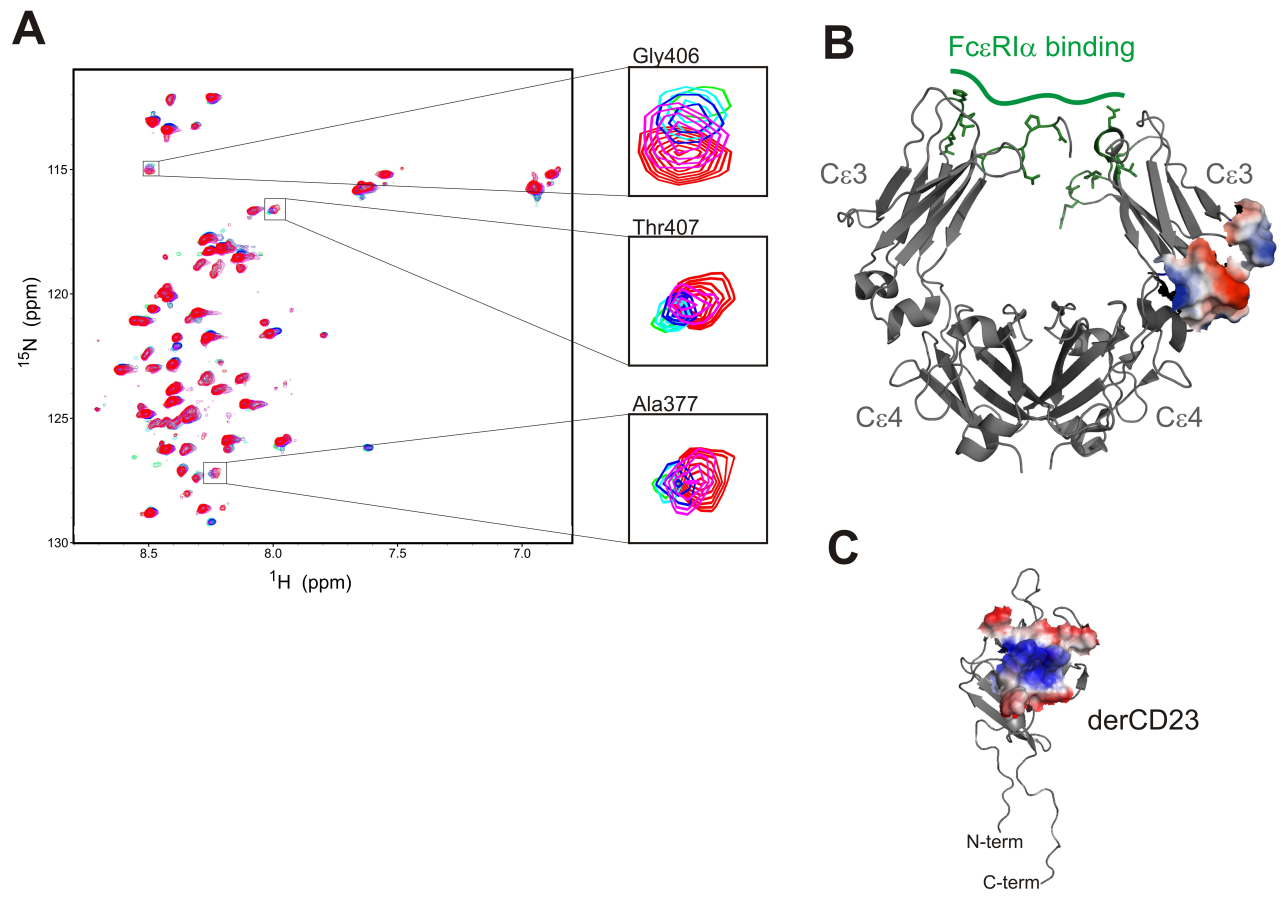 A
Gly406
Thr407
Ala377
115
120
125
130
¹⁵N (ppm)
8.5
8.0
7.5
7.0
¹H (ppm)
B
FcεRIα binding
Cε3
Cε3
Cε4
Cε4
C
derCD23
N-term
C-term